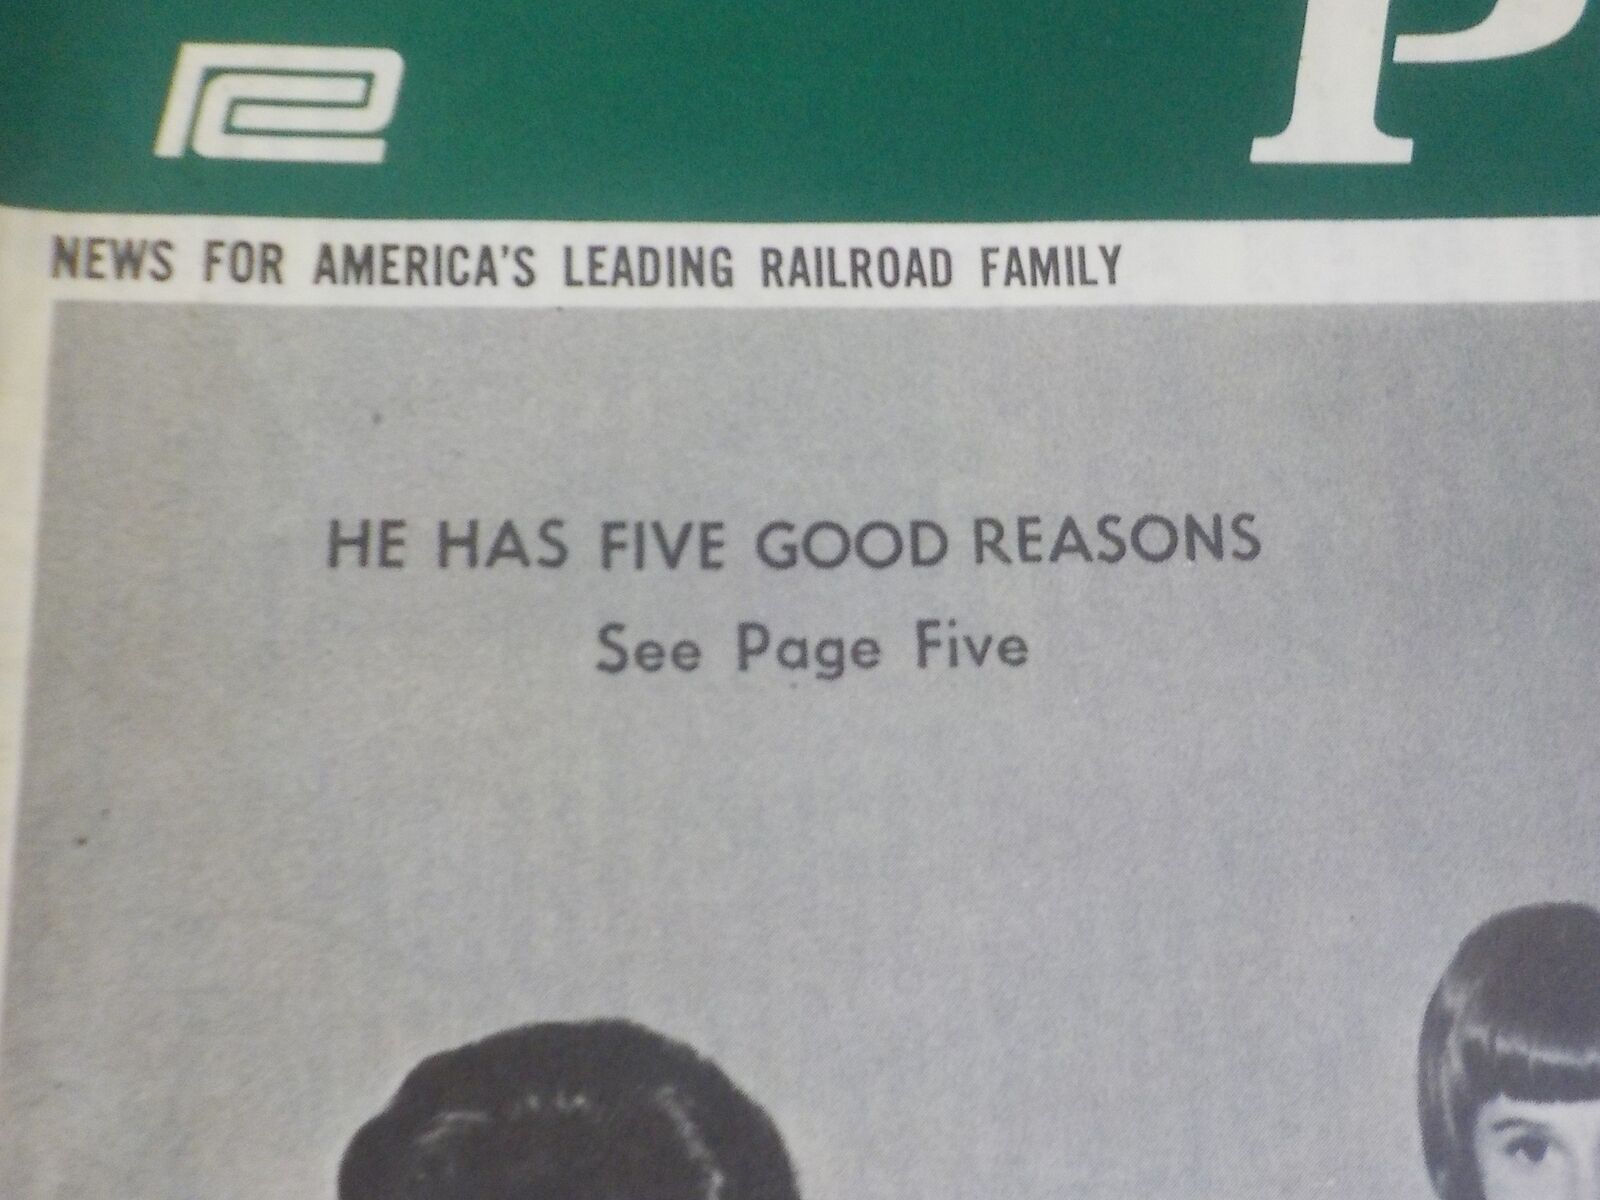 P
NEWS FOR AMERICA'S LEADING RAILROAD FAMILY
HE HAS FIVE GOOD REASONS
See Page Five